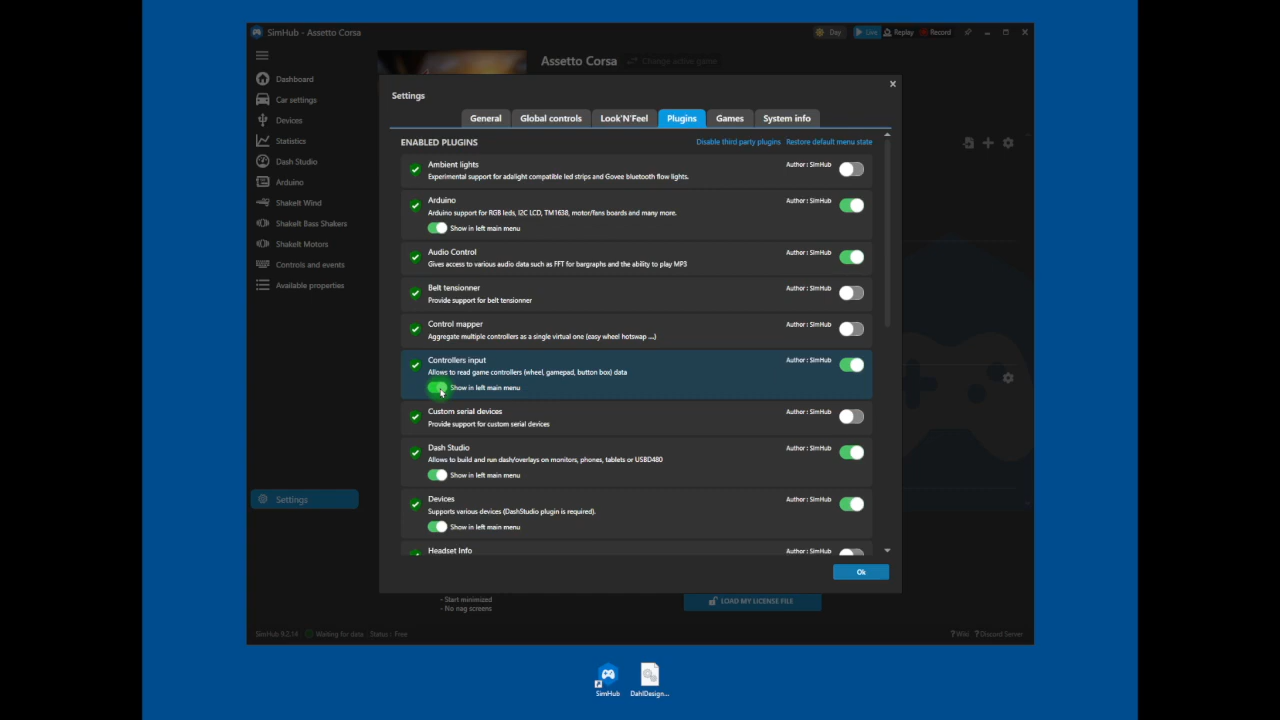 SimHub - Assetto Corsa
Day
Live
Replay
Record
Dashboard
Car settings
Devices
Statistics
Dash Studio
Arduino
ShakeIt Wind
ShakeIt Bass Shakers
ShakeIt Motors
Controls and events
Available properties
Settings
Assetto Corsa
Change active game
Settings
General
Global controls
Look'N'Feel
Plugins
Games
System info
ENABLED PLUGINS
Disable third party plugins
Restore default menu state
Ambient lights
Author : SimHub
Experimental support for adalight compatible led strips and Govee bluetooth flow lights.
Arduino
Author : SimHub
Arduino support for RGB leds, I2C LCD, TM1638, motor/fans boards and many more.
Show in left main menu
Audio Control
Author : SimHub
Gives access to various audio data such as FFT for bargraphs and the ability to play MP3
Belt tensionner
Author : SimHub
Provide support for belt tensionner
Control mapper
Author : SimHub
Aggregate multiple controllers as a single virtual one (easy wheel hotswap ....)
Controllers input
Author : SimHub
Allows to read game controllers (wheel, gamepad, button box) data
Show in left main menu
Custom serial devices
Author : SimHub
Provide support for custom serial devices
Dash Studio
Author : SimHub
Allows to build and run dash/overlays on monitors, phones, tablets or USBD480
Show in left main menu
Devices
Author : SimHub
Supports various devices (DashStudio plugin is required).
Show in left main menu
Headset Info
Author : SimHub
Ok
- Start minimized
- No nag screens
LOAD MY LICENSE FILE
SimHub 9.2.14
Waiting for data
Status : Free
? Wiki
? Discord Server
SimHub
DahlDesign...